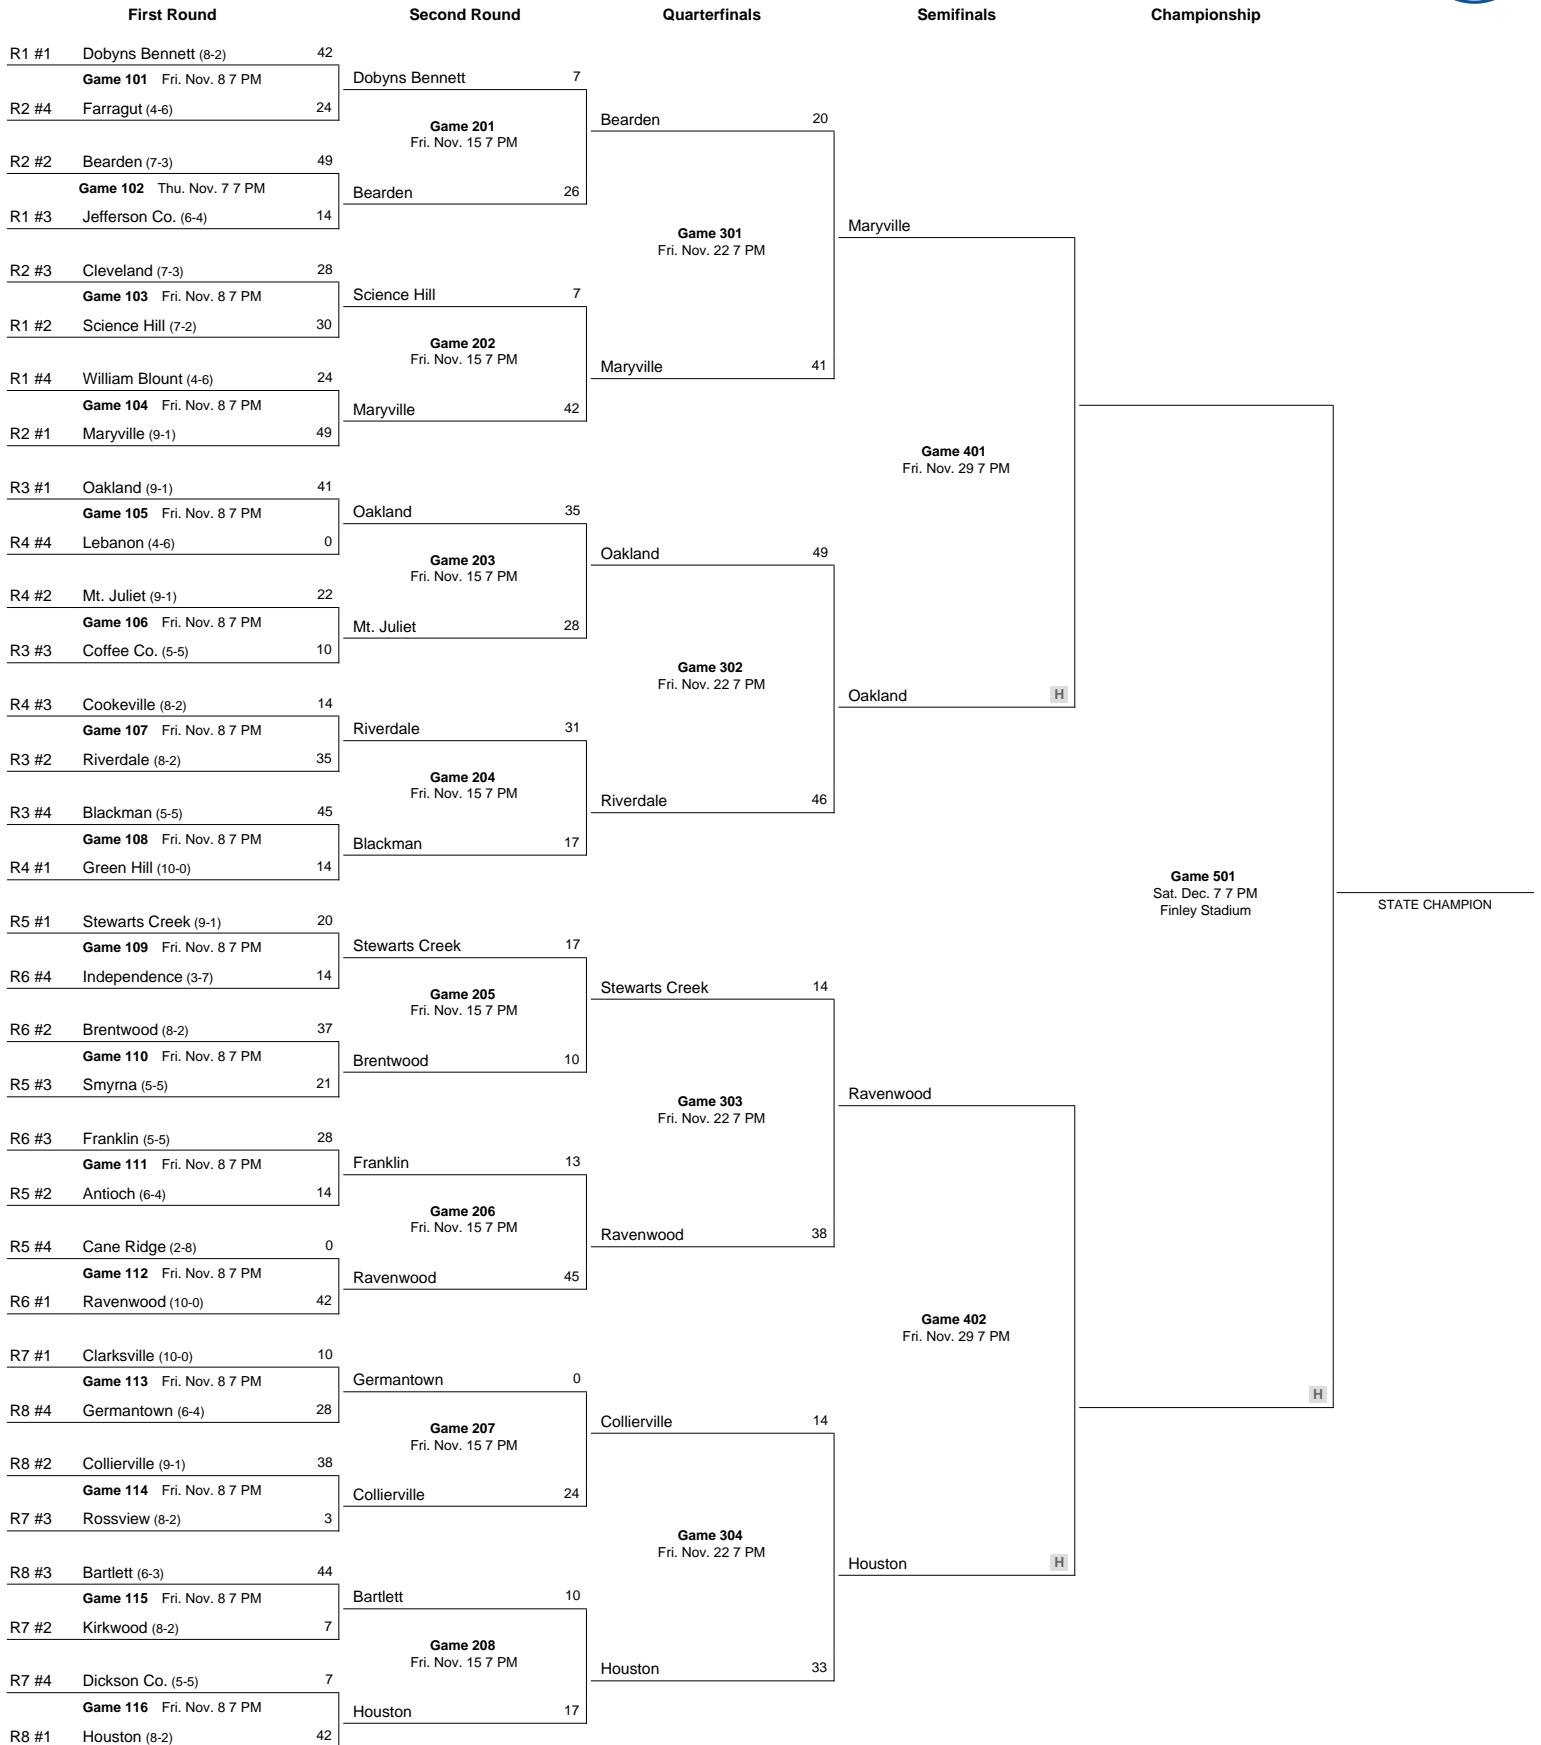 First Round Second Round Quarterfinals Semifinals Championship
R1 #1 Dobyns Bennett (8-2) 42
Game 101 Fri. Nov. 8 7 PM
R2 #4 Farragut (4-6) 24
R2 #2 Bearden (7-3) 49
Game 102 Thu. Nov. 7 7 PM
R1 #3 Jefferson Co. (6-4) 14
R2 #3 Cleveland (7-3) 28
Game 103 Fri. Nov. 8 7 PM
R1 #2 Science Hill (7-2) 30
R1 #4 William Blount (4-6) 24
Game 104 Fri. Nov. 8 7 PM
R2 #1 Maryville (9-1) 49
R3 #1 Oakland (9-1) 41
Game 105 Fri. Nov. 8 7 PM
R4 #4 Lebanon (4-6) 0
R4 #2 Mt. Juliet (9-1) 22
Game 106 Fri. Nov. 8 7 PM
R3 #3 Coffee Co. (5-5) 10
R4 #3 Cookeville (8-2) 14
Game 107 Fri. Nov. 8 7 PM
R3 #2 Riverdale (8-2) 35
R3 #4 Blackman (5-5) 45
Game 108 Fri. Nov. 8 7 PM
R4 #1 Green Hill (10-0) 14
R5 #1 Stewarts Creek (9-1) 20
Game 109 Fri. Nov. 8 7 PM
R6 #4 Independence (3-7) 14
R6 #2 Brentwood (8-2) 37
Game 110 Fri. Nov. 8 7 PM
R5 #3 Smyrna (5-5) 21
R6 #3 Franklin (5-5) 28
Game 111 Fri. Nov. 8 7 PM
R5 #2 Antioch (6-4) 14
R5 #4 Cane Ridge (2-8) 0
Game 112 Fri. Nov. 8 7 PM
R6 #1 Ravenwood (10-0) 42
R7 #1 Clarksville (10-0) 10
Game 113 Fri. Nov. 8 7 PM
R8 #4 Germantown (6-4) 28
R8 #2 Collierville (9-1) 38
Game 114 Fri. Nov. 8 7 PM
R7 #3 Rossview (8-2) 3
R8 #3 Bartlett (6-3) 44
Game 115 Fri. Nov. 8 7 PM
R7 #2 Kirkwood (8-2) 7
R7 #4 Dickson Co. (5-5) 7
Game 116 Fri. Nov. 8 7 PM
R8 #1 Houston (8-2) 42
Dobyns Bennett 7
Game 201
Fri. Nov. 15 7 PM
Bearden 26
Science Hill 7
Game 202
Fri. Nov. 15 7 PM
Maryville 42
Oakland 35
Game 203
Fri. Nov. 15 7 PM
Mt. Juliet 28
Riverdale 31
Game 204
Fri. Nov. 15 7 PM
Blackman 17
Stewarts Creek 17
Game 205
Fri. Nov. 15 7 PM
Brentwood 10
Franklin 13
Game 206
Fri. Nov. 15 7 PM
Ravenwood 45
Germantown 0
Game 207
Fri. Nov. 15 7 PM
Collierville 24
Bartlett 10
Game 208
Fri. Nov. 15 7 PM
Houston 17
Bearden 20
Game 301
Fri. Nov. 22 7 PM
Maryville 41
Oakland 49
Game 302
Fri. Nov. 22 7 PM
Riverdale 46
Stewarts Creek 14
Game 303
Fri. Nov. 22 7 PM
Ravenwood 38
Collierville 14
Game 304
Fri. Nov. 22 7 PM
Houston 33
Maryville
Game 401
Fri. Nov. 29 7 PM
Oakland H
Ravenwood
Game 402
Fri. Nov. 29 7 PM
Houston H
Game 501
Sat. Dec. 7 7 PM
Finley Stadium
H
STATE CHAMPION